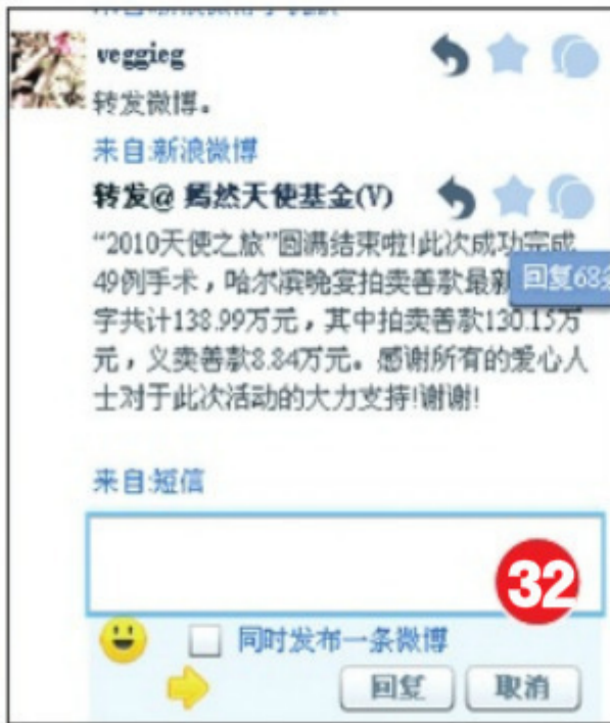 veggieg
转发微博。
来自:新浪微博
转发@ 嫣然天使基金(V)
“2010天使之旅”圆满结束啦!此次成功完成
49例手术，哈尔滨晚宴拍卖善款最新
回复68
字共计138.99万元，其中拍卖善款130.15万
元，义卖善款8.84万元。感谢所有的爱心人
士对于此次活动的大力支持!谢谢!
来自:短信
32
同时发布一条微博
回复 取消